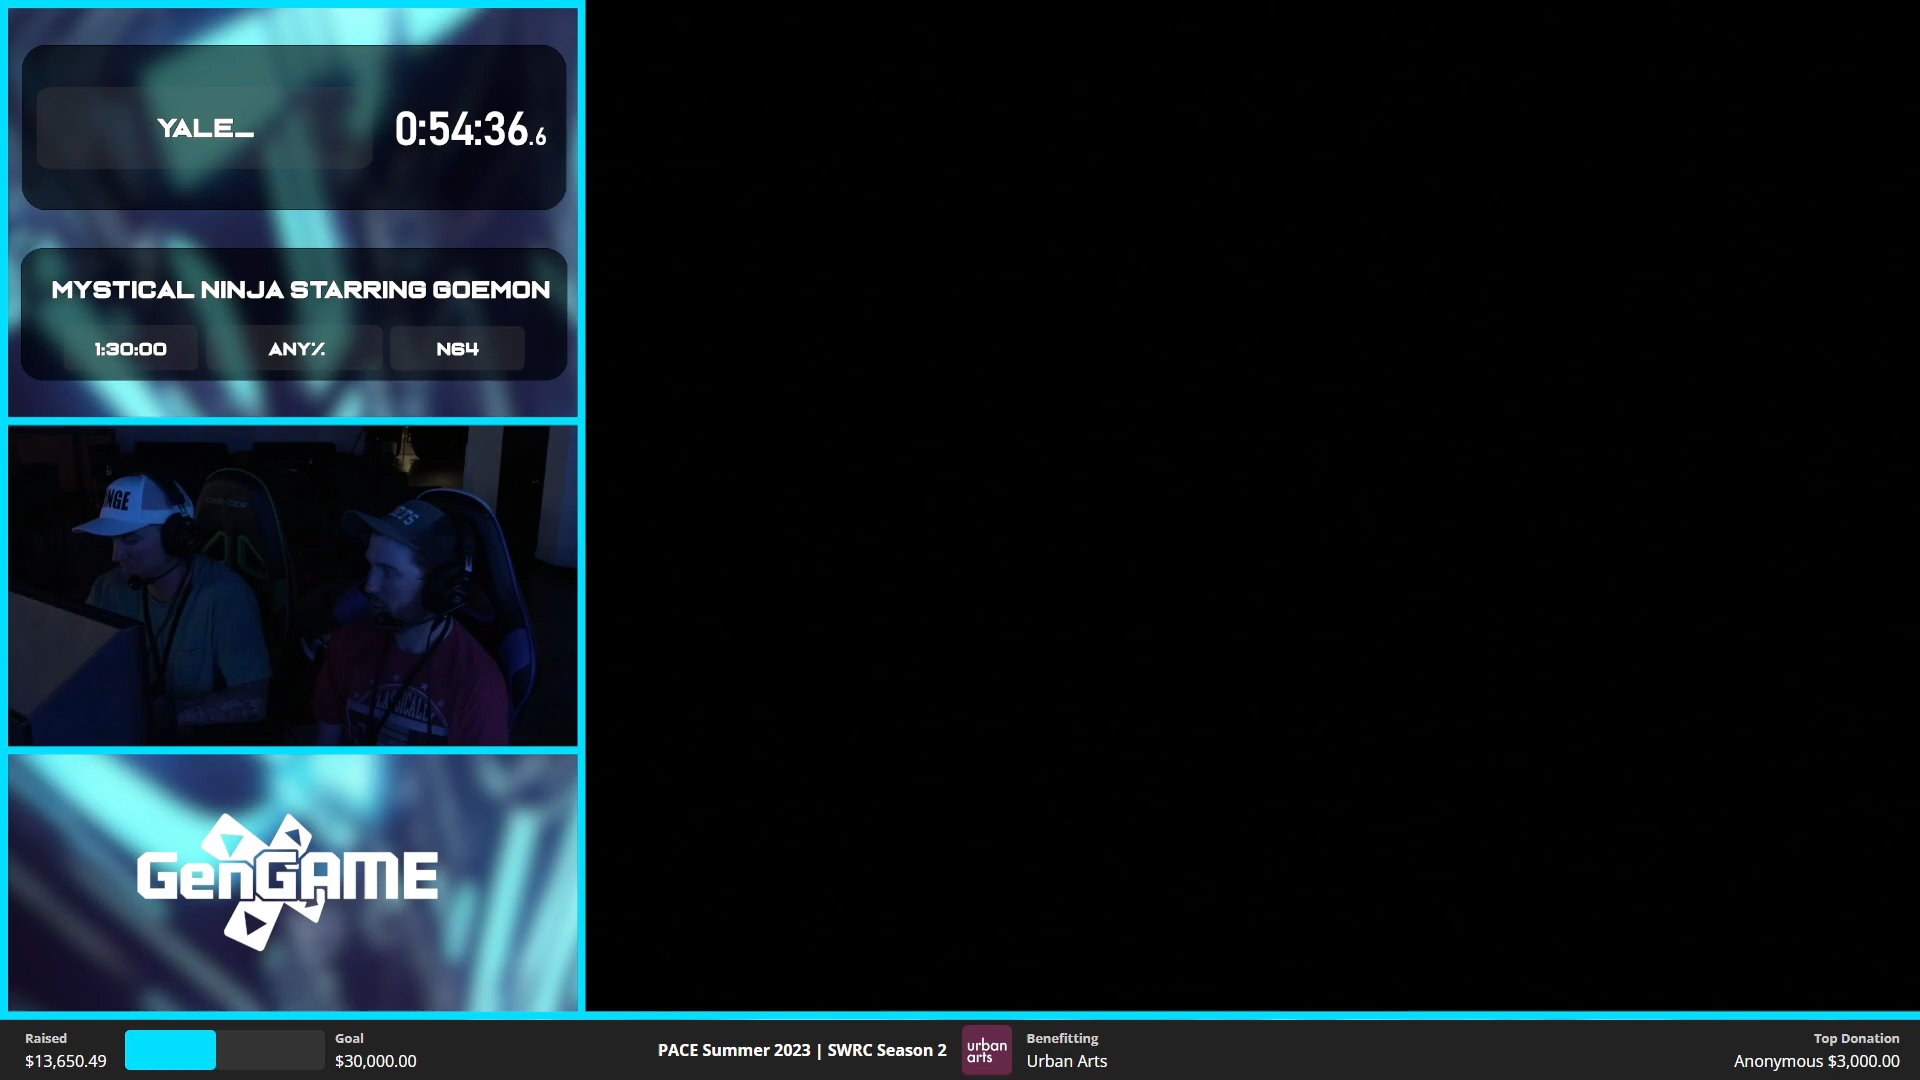 YALE_
0:54:36.6
MYSTICAL NINJA STARRING GOEMON
1:30:00
ANY%
N64
GenGAME
Raised
$13,650.49
Goal
$30,000.00
PACE Summer 2023 | SWRC Season 2
urban
arts
Benefitting
Urban Arts
Top Donation
Anonymous $3,000.00